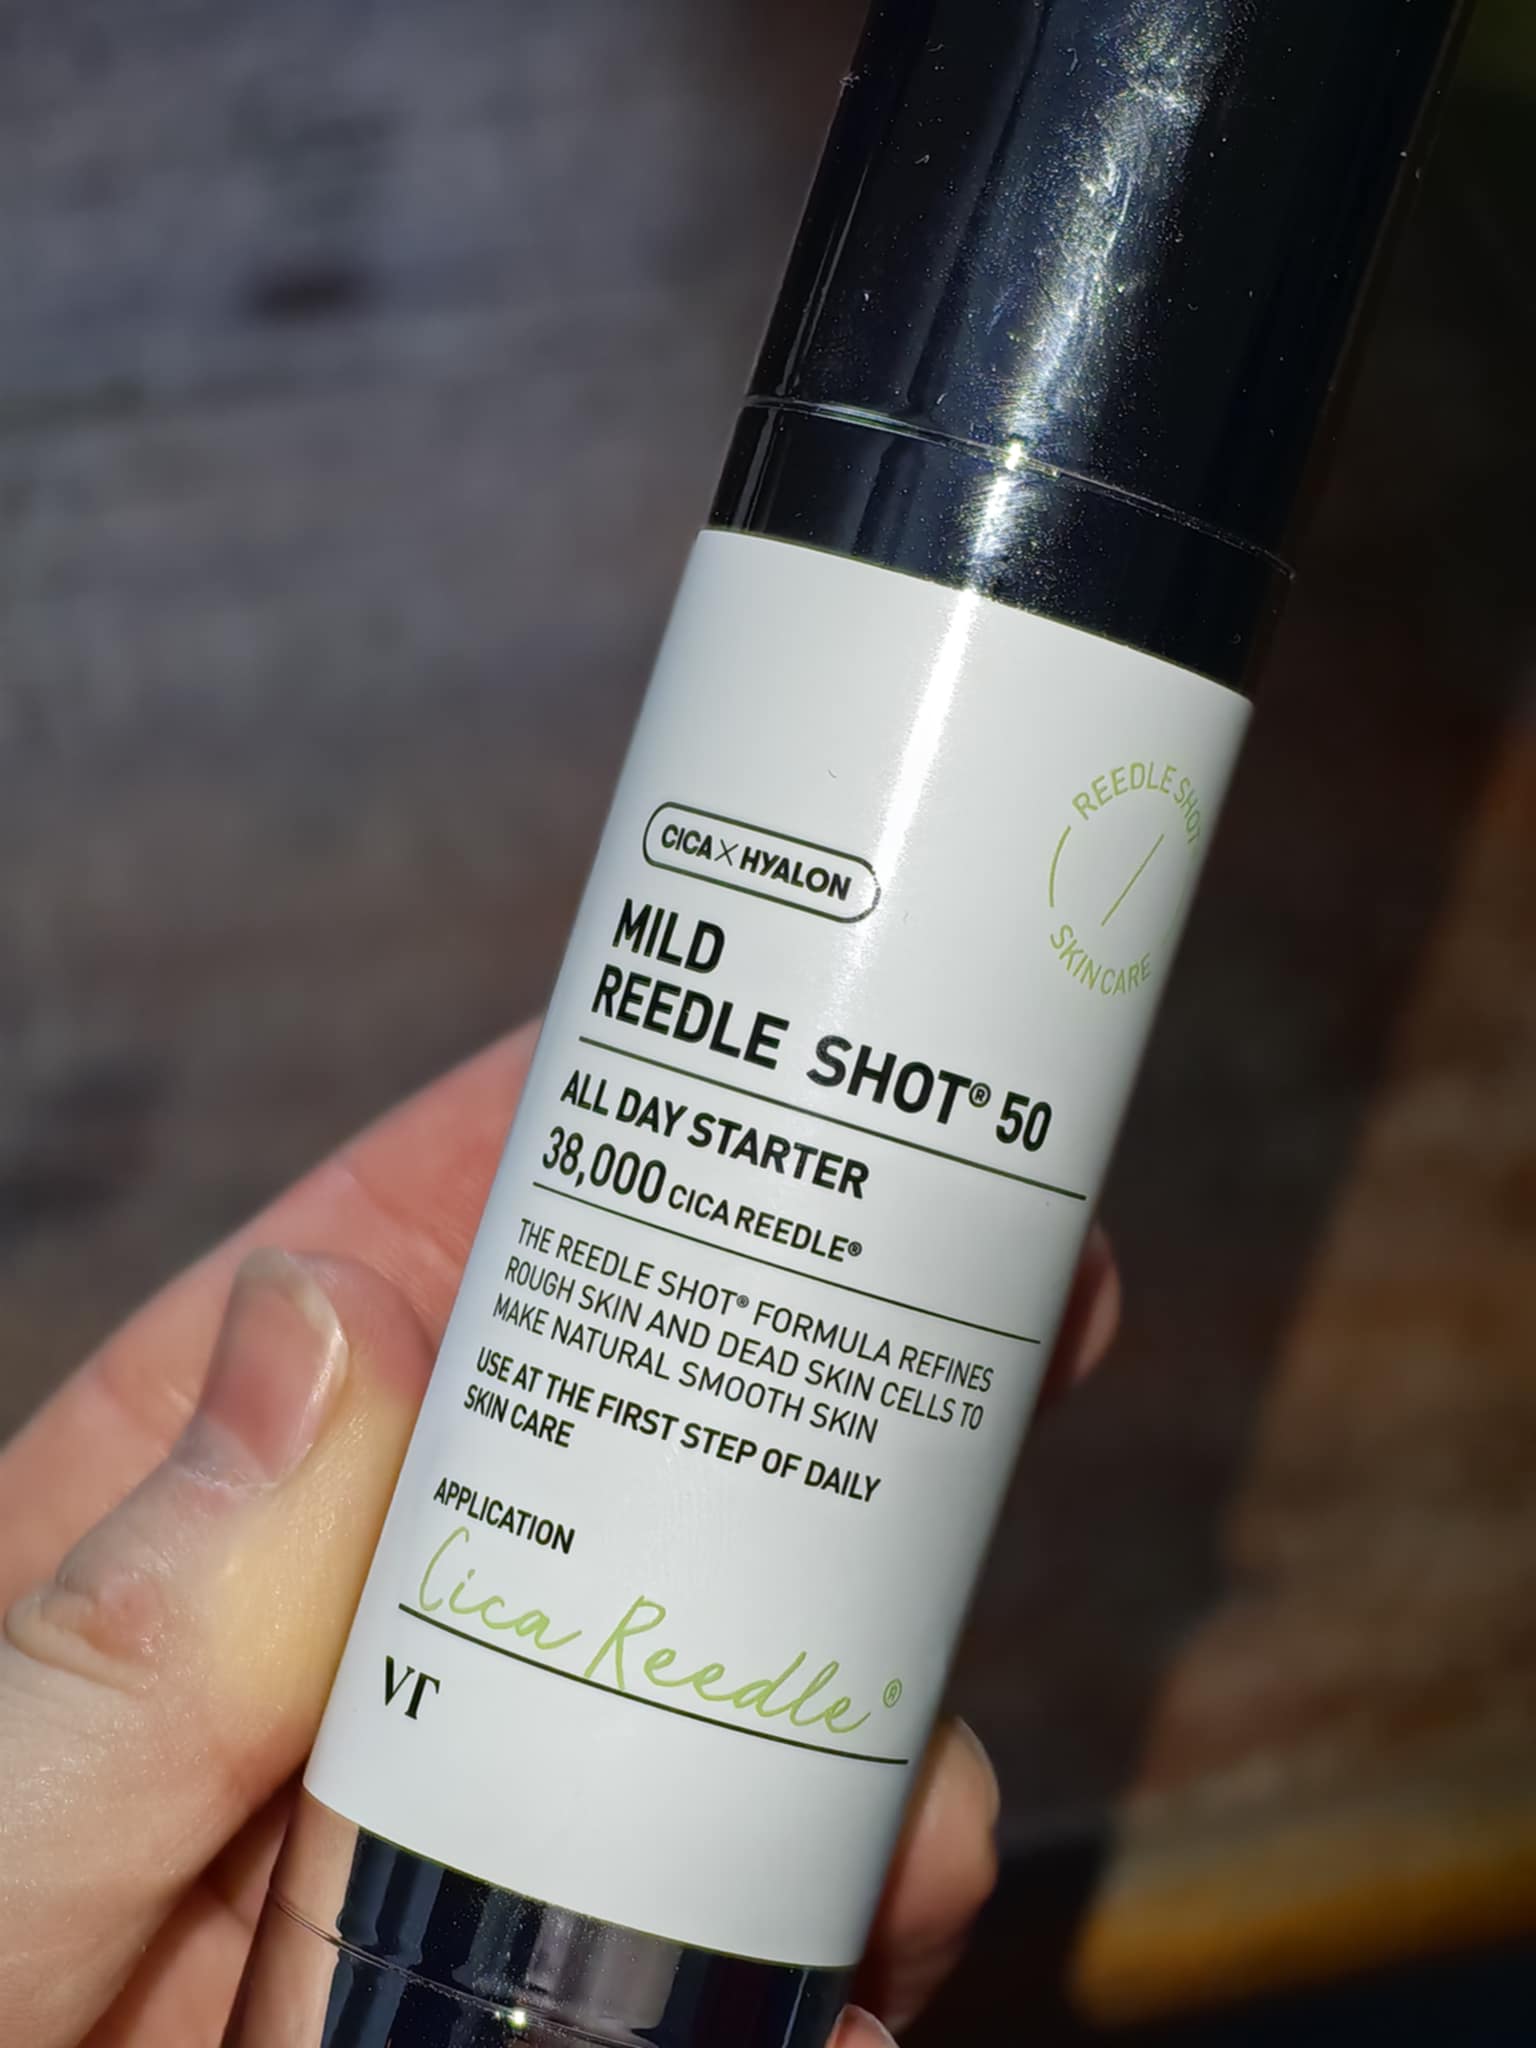 REEDLE SHOT
SKINCARE
CICA X HYALON
MILD
REEDLE SHOT® 50
ALL DAY STARTER
38,000 CICA REEDLE®
THE REEDLE SHOT® FORMULA REFINES
ROUGH SKIN AND DEAD SKIN CELLS TO
MAKE NATURAL SMOOTH SKIN
USE AT THE FIRST STEP OF DAILY
SKIN CARE
APPLICATION
Cica Reedle®
VT